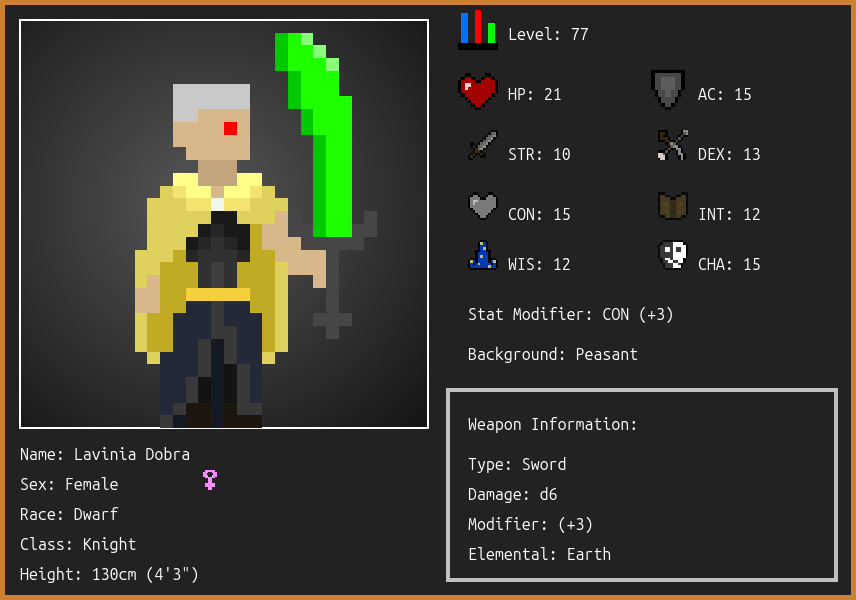 Level: 77
HP: 21
AC: 15
STR: 10
DEX: 13
CON: 15
INT: 12
WIS: 12
CHA: 15
Stat Modifier: CON (+3)
Background: Peasant
Weapon Information:
Type: Sword
Damage: d6
Modifier: (+3)
Elemental: Earth
Name: Lavinia Dobra
Sex: Female
Race: Dwarf
Class: Knight
Height: 130cm (4'3")